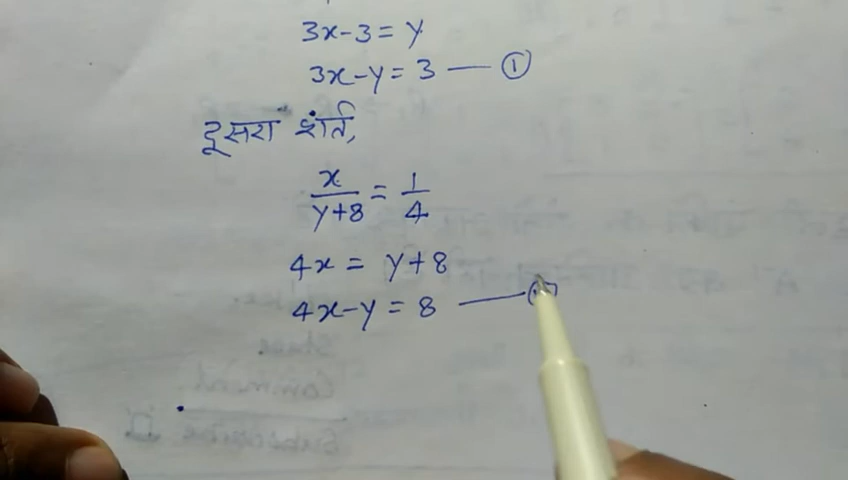 3x-3=y
3x-y=3 — ①
दूसरा शर्त,
x/y+8 = 1/4
4x = y+8
4x-y = 8 —